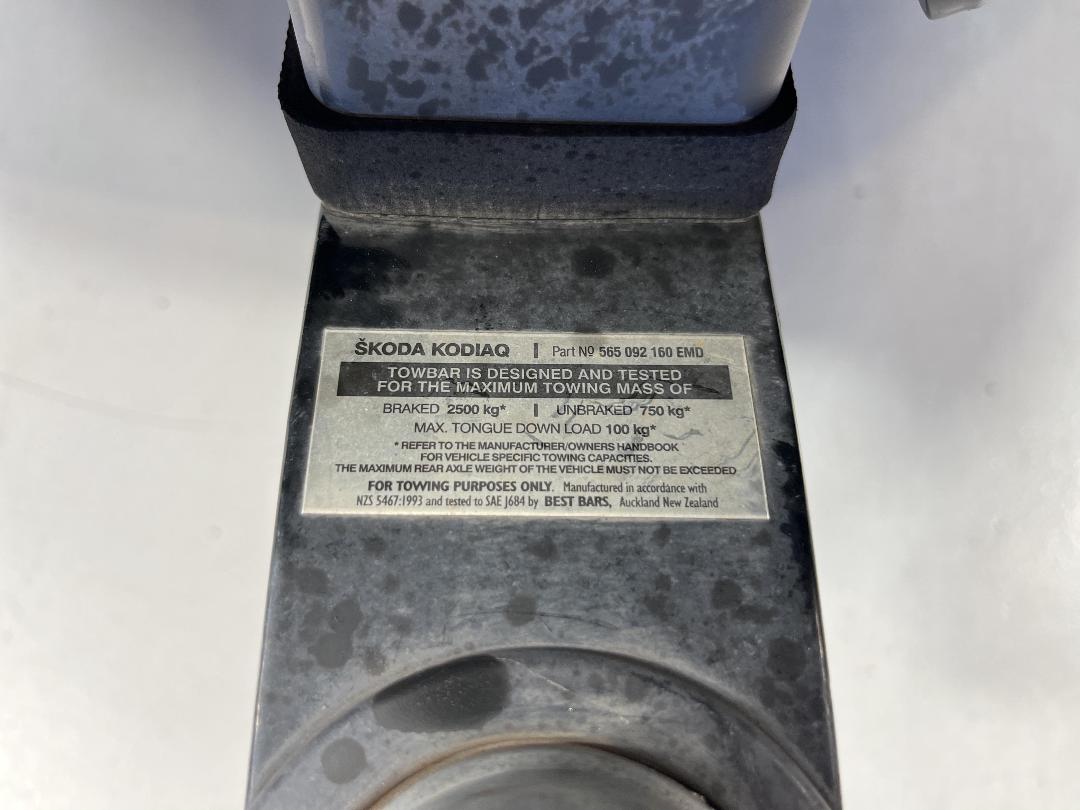 ŠKODA KODIAQ | Part Nº 565 092 160 EMD
TOWBAR IS DESIGNED AND TESTED
FOR THE MAXIMUM TOWING MASS OF
BRAKED 2500 kg* | UNBRAKED 750 kg*
MAX. TONGUE DOWN LOAD 100 kg*
* REFER TO THE MANUFACTURER/OWNERS HANDBOOK
FOR VEHICLE SPECIFIC TOWING CAPACITIES.
THE MAXIMUM REAR AXLE WEIGHT OF THE VEHICLE MUST NOT BE EXCEEDED
FOR TOWING PURPOSES ONLY. Manufactured in accordance with
NZS 5467:1993 and tested to SAE J684 by BEST BARS, Auckland New Zealand